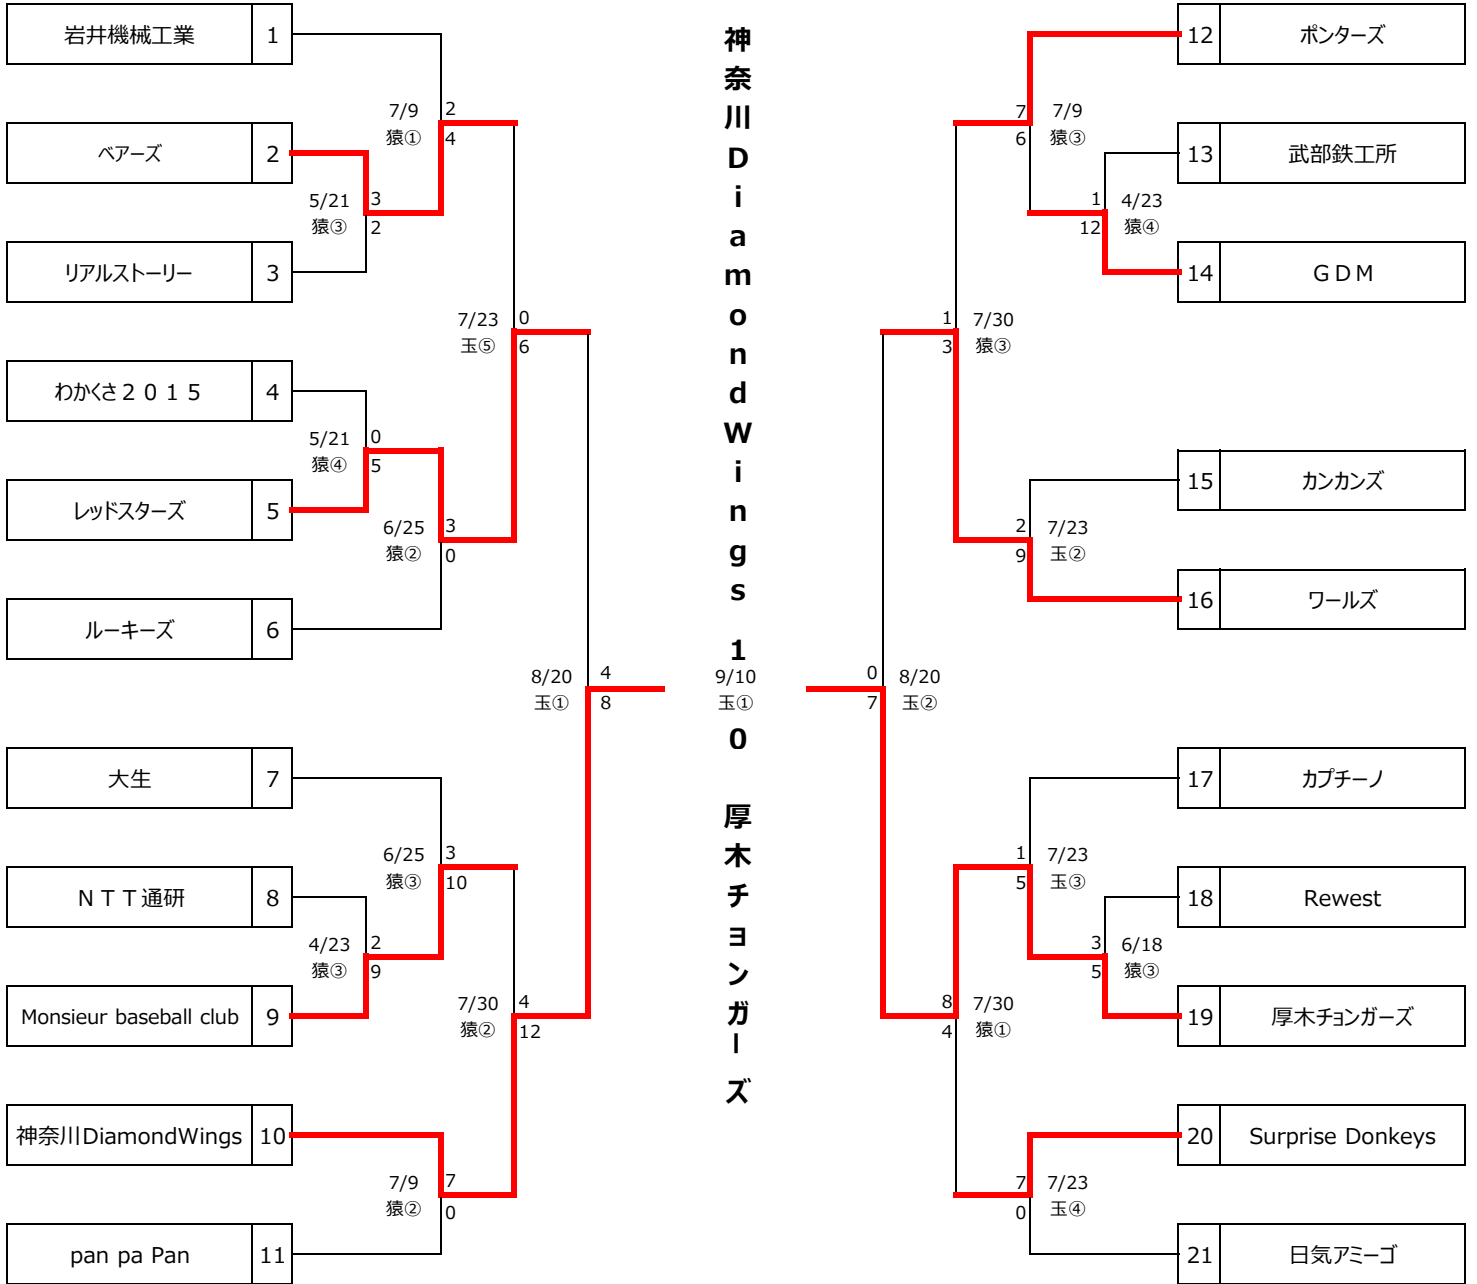 岩井機械工業 1
7/9 2
猿① 4
ベアーズ 2
5/21 3
猿③ 2
リアルストーリー 3
7/23 0
玉⑤ 6
わかくさ２０１５ 4
5/21 0
猿④ 5
レッドスターズ 5
6/25 3
猿② 0
ルーキーズ 6
8/20 4
玉① 8
大生 7
6/25 3
猿③ 10
ＮＴＴ通研 8
4/23 2
猿③ 9
Monsieur baseball club 9
7/30 4
猿② 12
神奈川DiamondWings 10
7/9 7
猿② 0
pan pa Pan 11
神奈川DiamondWings 1
9/10
玉①
0 厚木チョンガーズ
12 ポンターズ
7 7/9
6 猿③
13 武部鉄工所
1 4/23
12 猿④
14 ＧＤＭ
1 7/30
3 猿③
15 カンカンズ
2 7/23
9 玉②
16 ワールズ
0 8/20
7 玉②
17 カプチーノ
1 7/23
5 玉③
18 Rewest
3 6/18
5 猿③
19 厚木チョンガーズ
8 7/30
4 猿①
20 Surprise Donkeys
7 7/23
0 玉④
21 日気アミーゴ